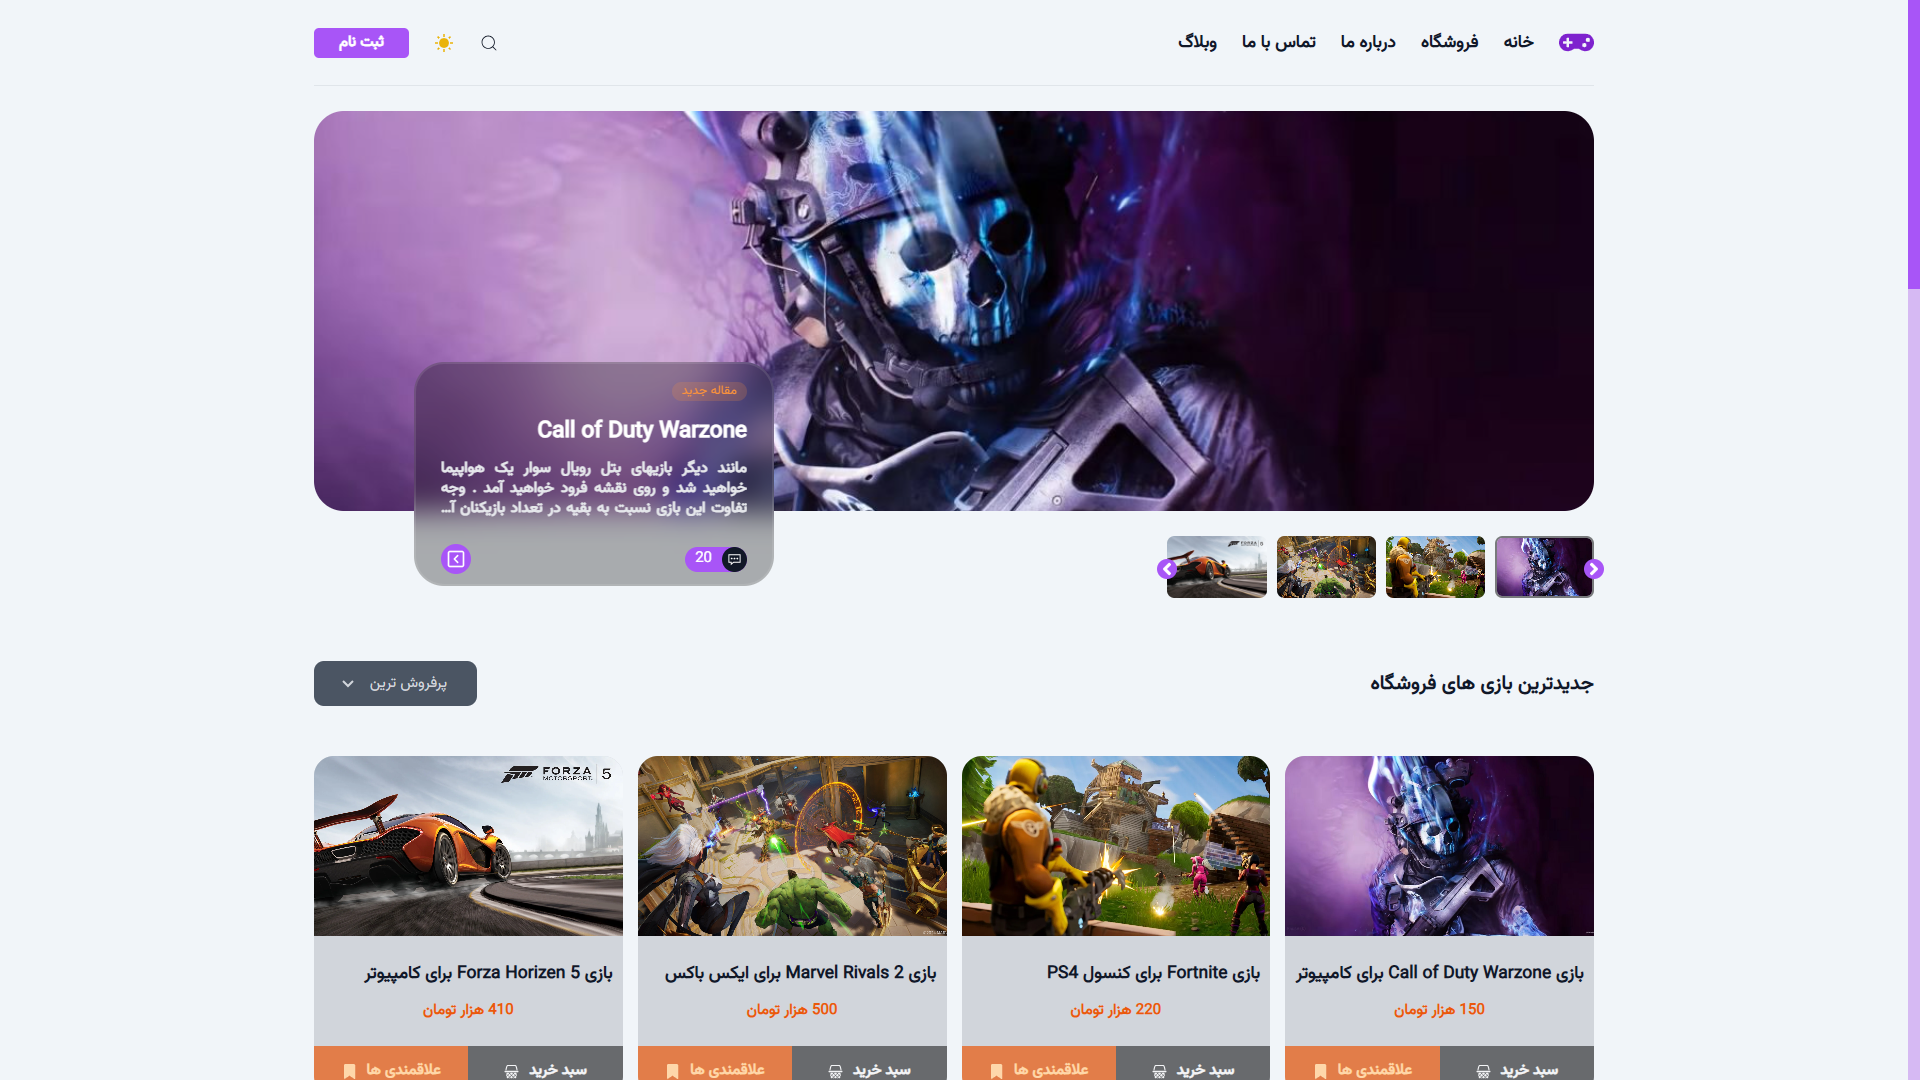 خانه
فروشگاه
درباره ما
تماس با ما
وبلاگ
ثبت نام
مقاله جدید
Call of Duty Warzone
مانند دیگر بازیهای بتل رویال سوار یک هواپیما
خواهید شد و روی نقشه فرود خواهید آمد . وجه
تفاوت این بازی نسبت به بقیه در تعداد بازیکنان آ...
20
جدیدترین بازی های فروشگاه
پرفروش ترین
FORZA MOTORSPORT 5
بازی Call of Duty Warzone برای کامپیوتر
150 هزار تومان
سبد خرید
علاقمندی ها
بازی Fortnite برای کنسول PS4
220 هزار تومان
سبد خرید
علاقمندی ها
بازی Marvel Rivals 2 برای ایکس باکس
500 هزار تومان
سبد خرید
علاقمندی ها
بازی Forza Horizen 5 برای کامپیوتر
410 هزار تومان
سبد خرید
علاقمندی ها